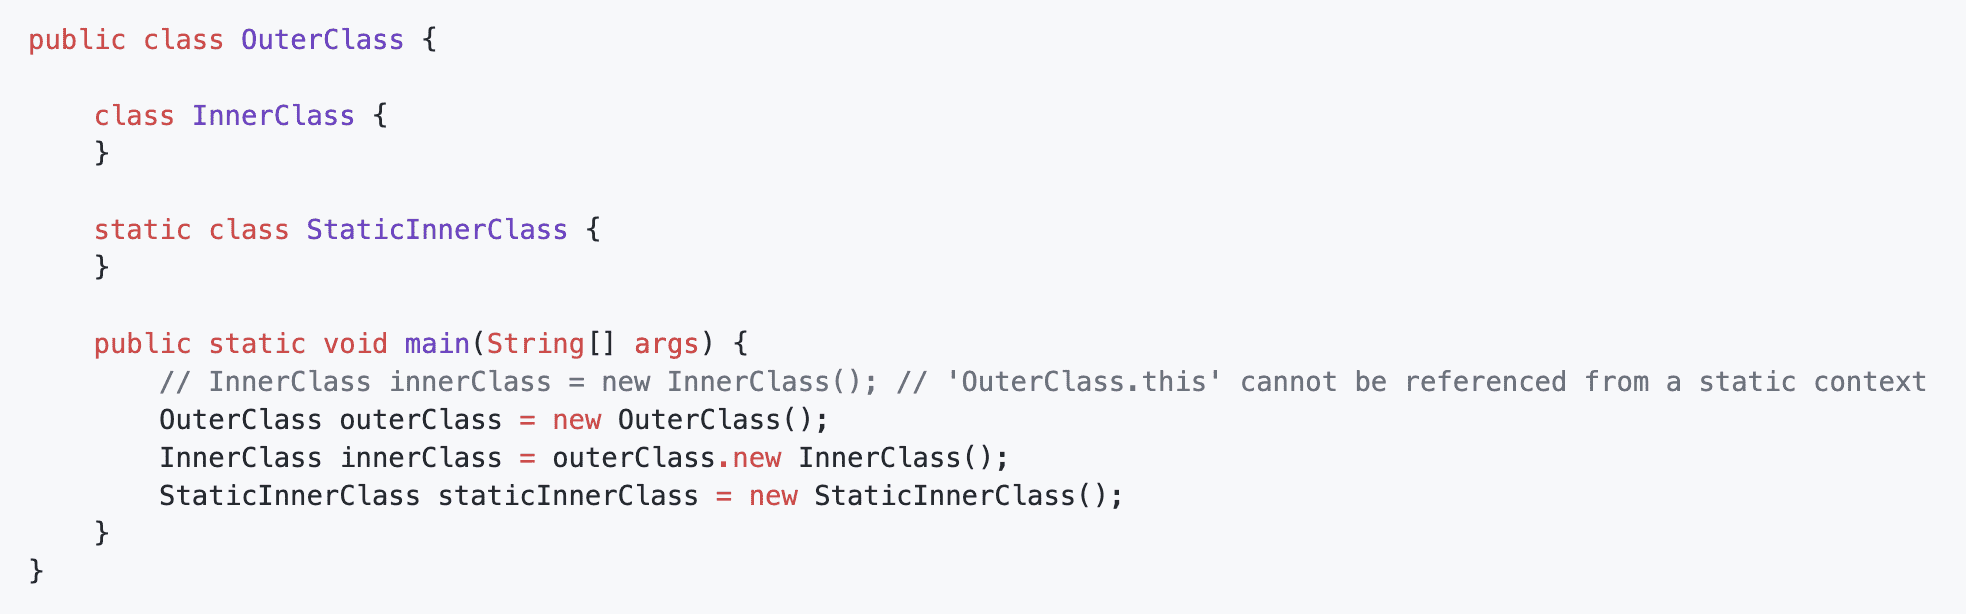 public class OuterClass {
    class InnerClass {
    }
    static class StaticInnerClass {
    }
    public static void main(String[] args) {
        // InnerClass innerClass = new InnerClass(); // 'OuterClass.this' cannot be referenced from a static context
        OuterClass outerClass = new OuterClass();
        InnerClass innerClass = outerClass.new InnerClass();
        StaticInnerClass staticInnerClass = new StaticInnerClass();
    }
}